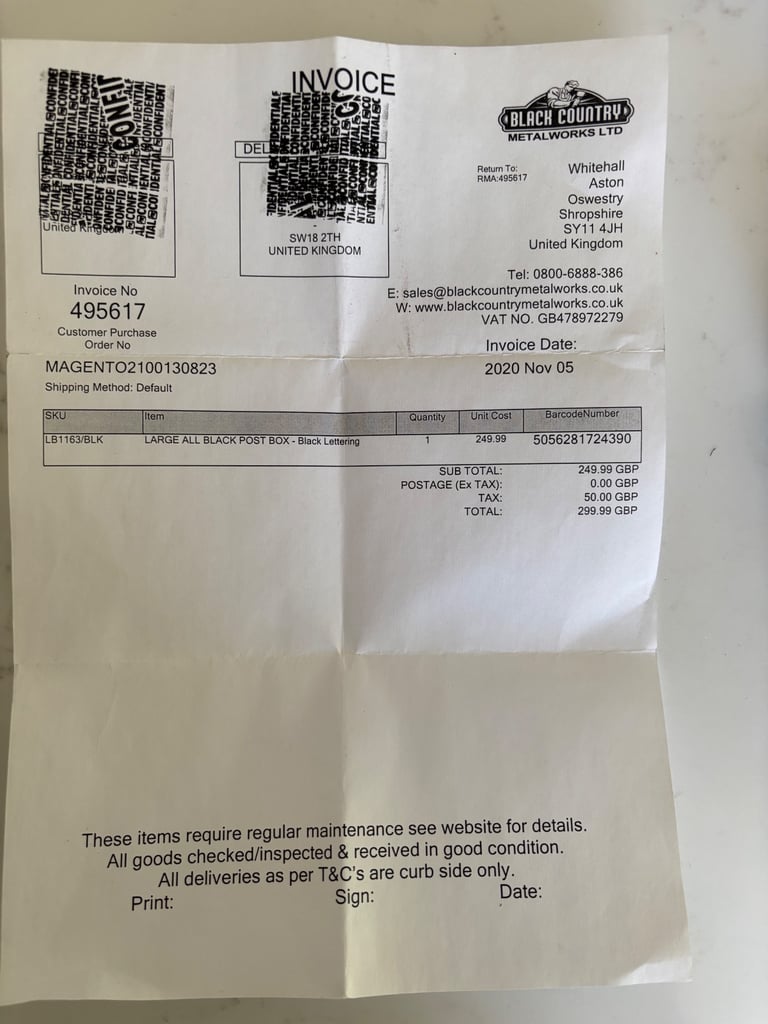 INVOICE
BLACK COUNTRY
METALWORKS LTD
CONFIDENTIAL
United Kingdom
SW18 2TH
UNITED KINGDOM
Return To:
RMA:495617
Whitehall
Aston
Oswestry
Shropshire
SY11 4JH
United Kingdom
Tel: 0800-6888-386
E: sales@blackcountrymetalworks.co.uk
W: www.blackcountrymetalworks.co.uk
VAT NO. GB478972279
Invoice No
495617
Customer Purchase
Order No
MAGENTO2100130823
Shipping Method: Default
Invoice Date:
2020 Nov 05
SKU Item Quantity Unit Cost BarcodeNumber
LB1163/BLK LARGE ALL BLACK POST BOX - Black Lettering 1 249.99 5056281724390
SUB TOTAL: 249.99 GBP
POSTAGE (Ex TAX): 0.00 GBP
TAX: 50.00 GBP
TOTAL: 299.99 GBP
These items require regular maintenance see website for details.
All goods checked/inspected & received in good condition.
All deliveries as per T&C's are curb side only.
Print: Sign: Date: